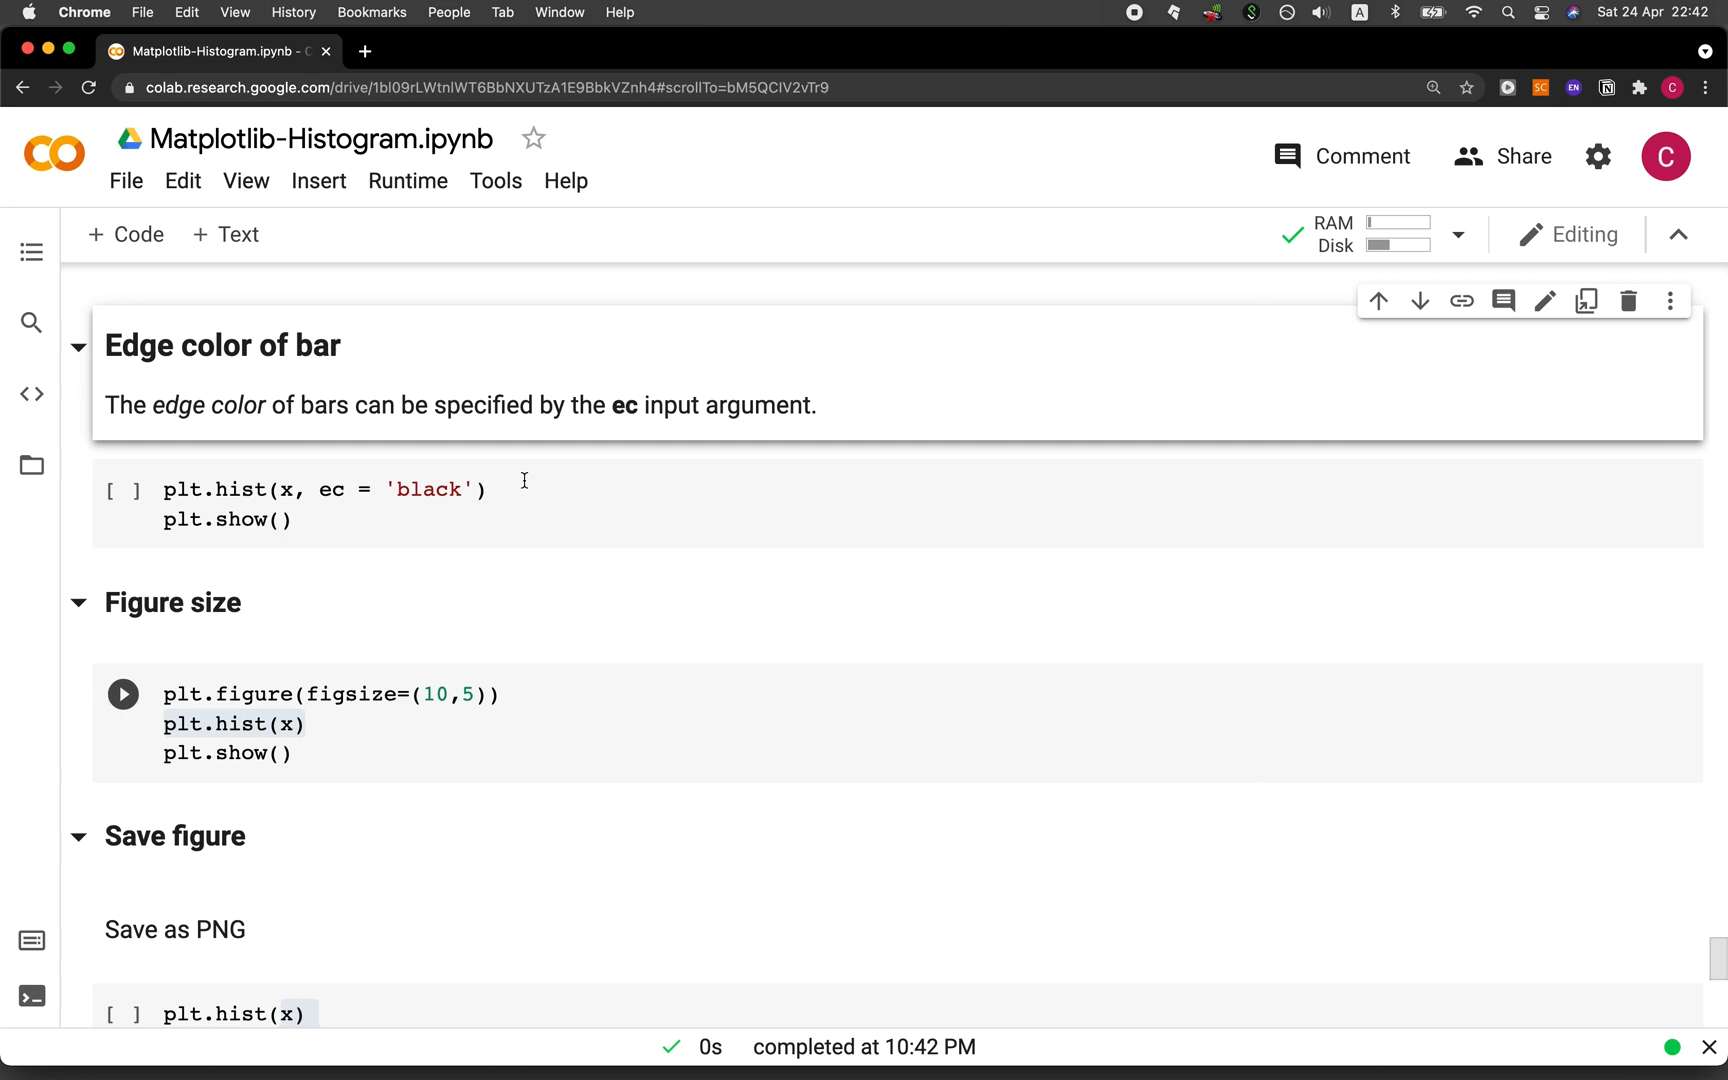 Chrome File Edit View History Bookmarks People Tab Window Help A Sat 24 Apr 22:42
Matplotlib-Histogram.ipynb - C
colab.research.google.com/drive/1bl09rLWtnlWT6BbNXUTzA1E9BbkVZnh4#scrollTo=bM5QCIV2vTr9 SC EN C
Matplotlib-Histogram.ipynb
Comment Share C
File Edit View Insert Runtime Tools Help
+ Code + Text RAM Disk Editing
Edge color of bar
The edge color of bars can be specified by the ec input argument.
[ ] plt.hist(x, ec = 'black')
plt.show()
Figure size
plt.figure(figsize=(10,5))
plt.hist(x)
plt.show()
Save figure
Save as PNG
[ ] plt.hist(x)
0s completed at 10:42 PM